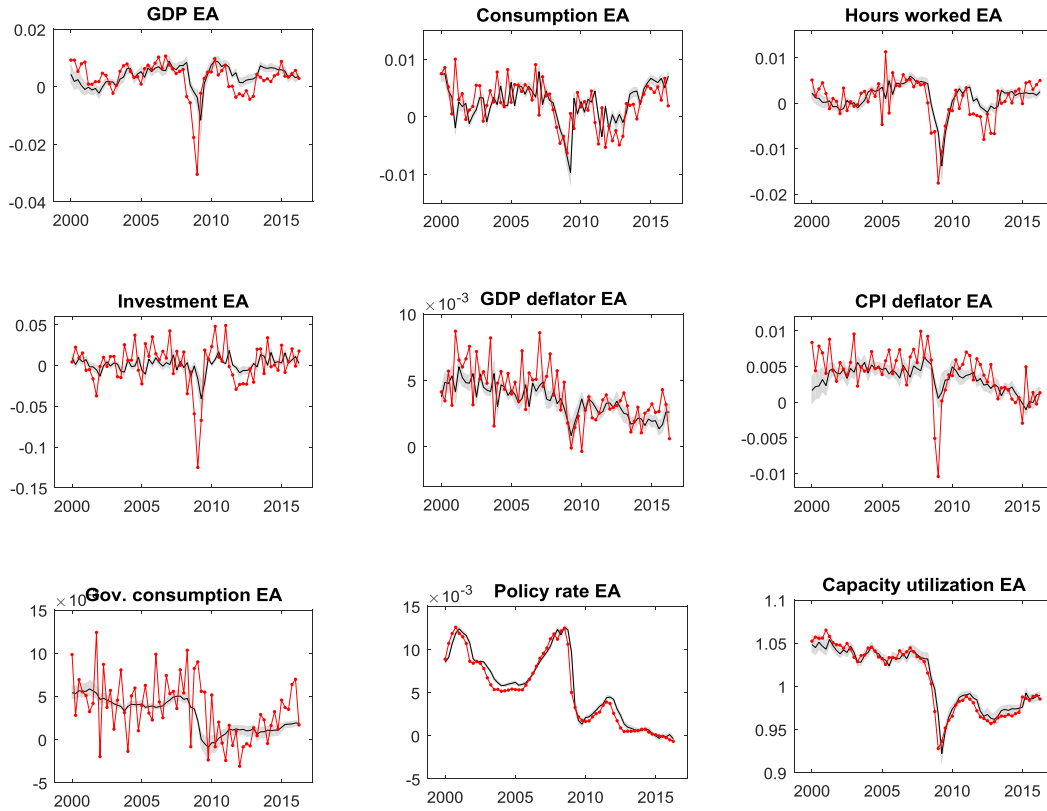 GDP EA
0.02
0
-0.02
-0.04
2000 2005 2010 2015
Consumption EA
0.01
0
-0.01
2000 2005 2010 2015
Hours worked EA
0.01
0
-0.01
-0.02
2000 2005 2010 2015
Investment EA
0.05
0
-0.05
-0.1
-0.15
2000 2005 2010 2015
GDP deflator EA
×10-3
10
5
0
2000 2005 2010 2015
CPI deflator EA
0.01
0.005
0
-0.005
-0.01
2000 2005 2010 2015
Gov. consumption EA
15
10
5
0
-5
2000 2005 2010 2015
Policy rate EA
×10-3
15
10
5
0
-5
2000 2005 2010 2015
Capacity utilization EA
1.1
1.05
1
0.95
0.9
2000 2005 2010 2015